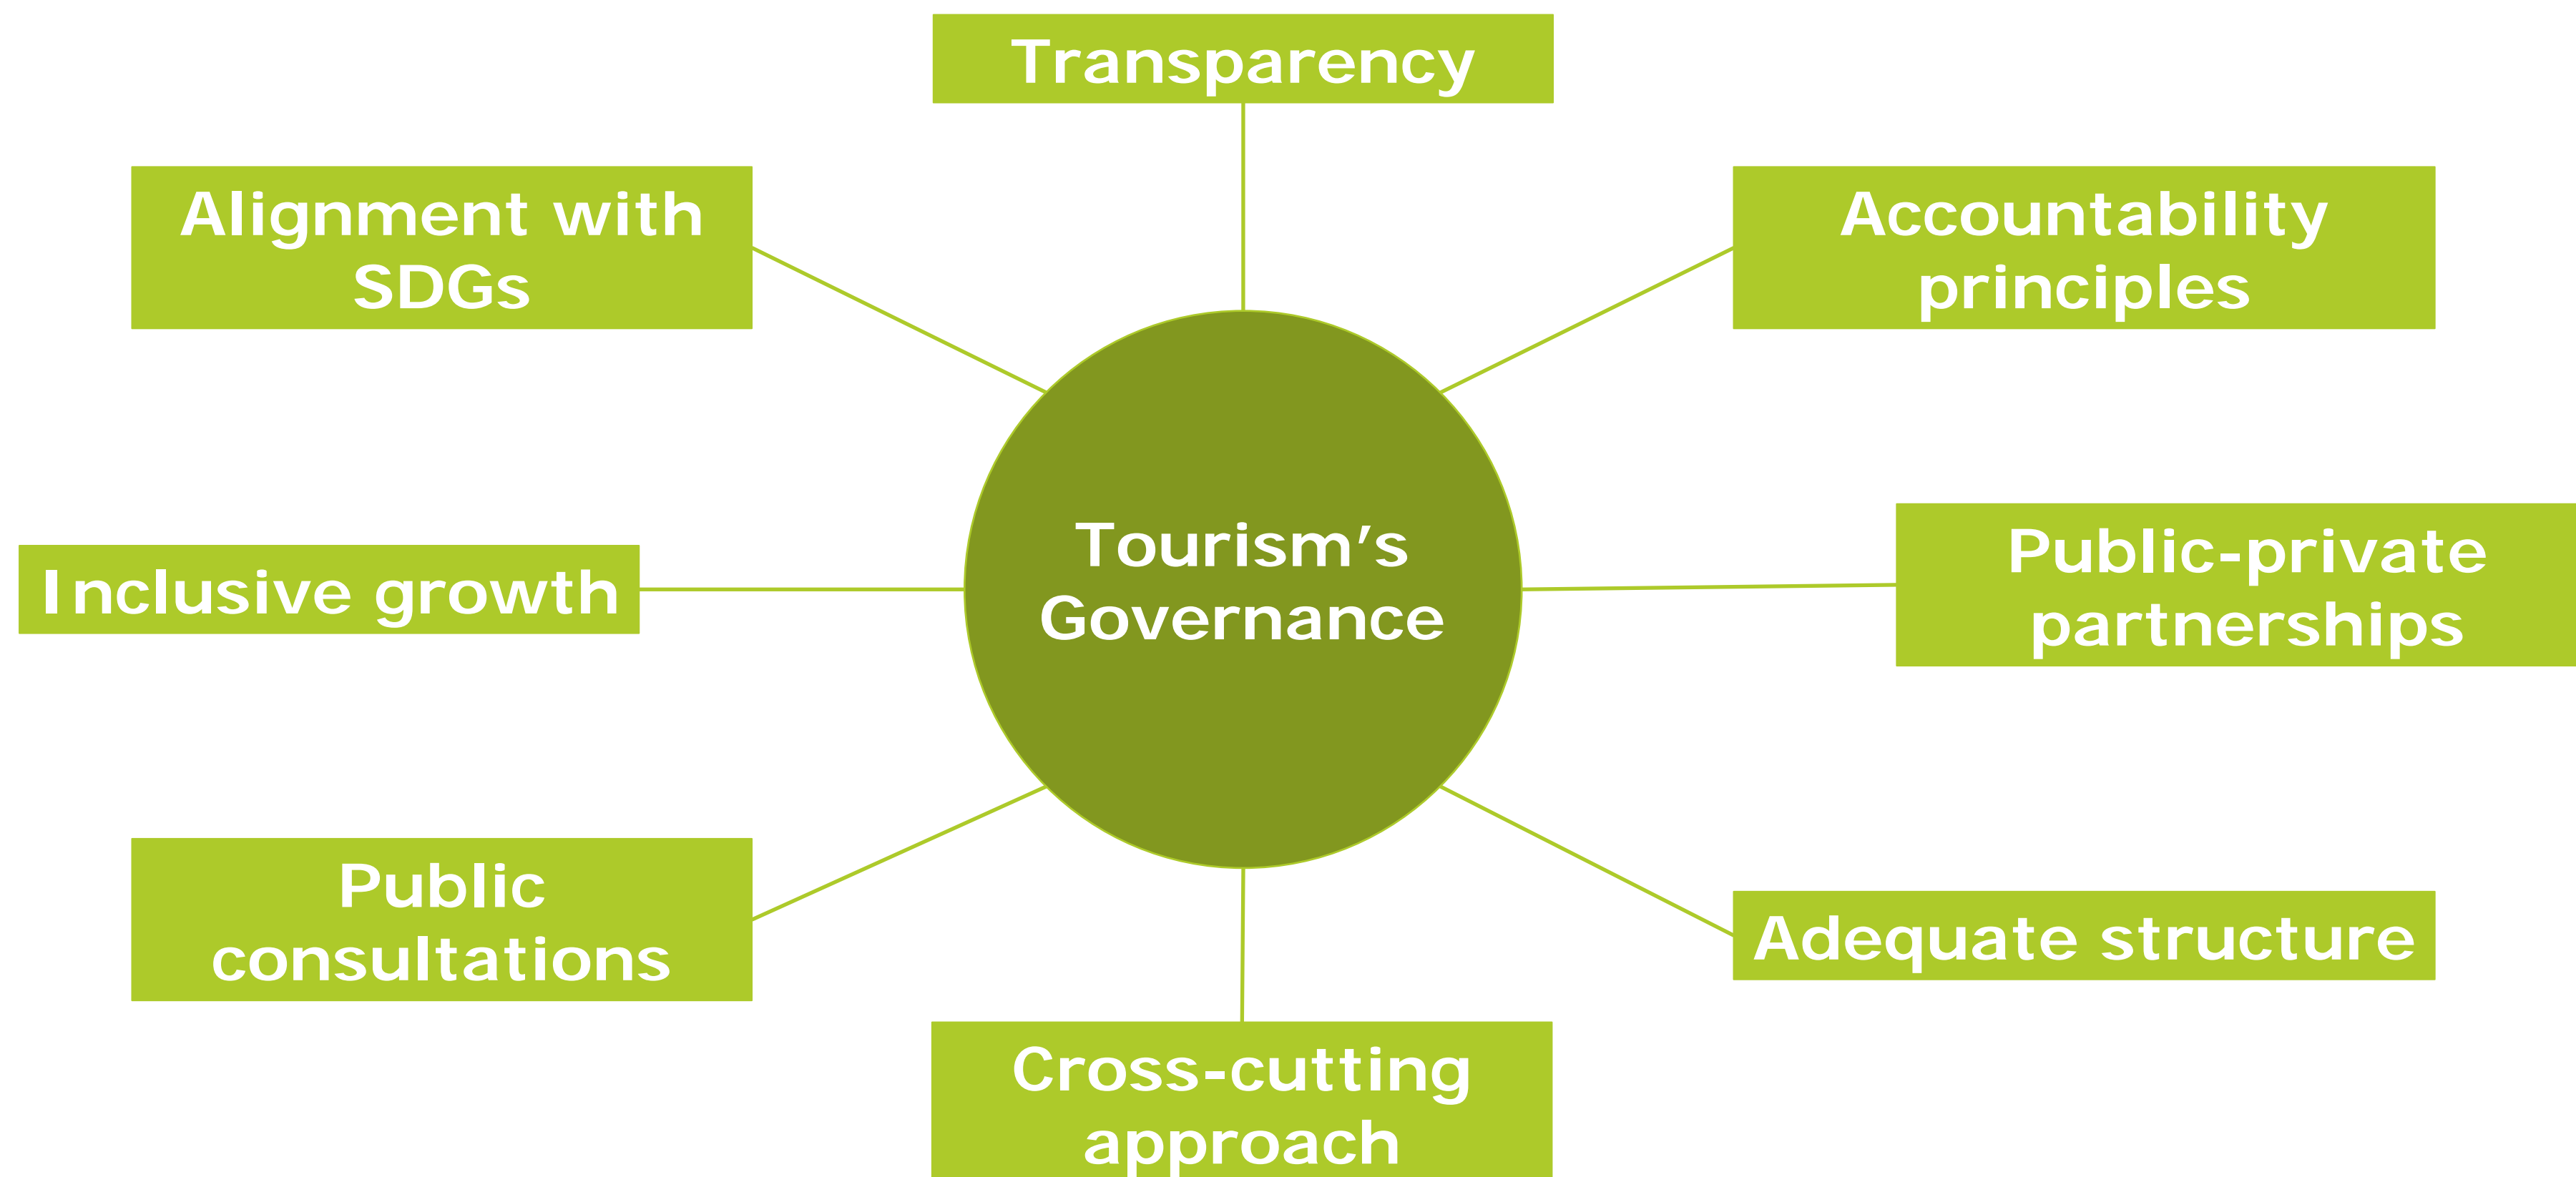 Transparency
Alignment with
SDGs
Accountability
principles
Tourism’s
Governance
Public-private
partnerships
Inclusive growth
Public
consultations
Adequate structure
Cross-cutting
approach